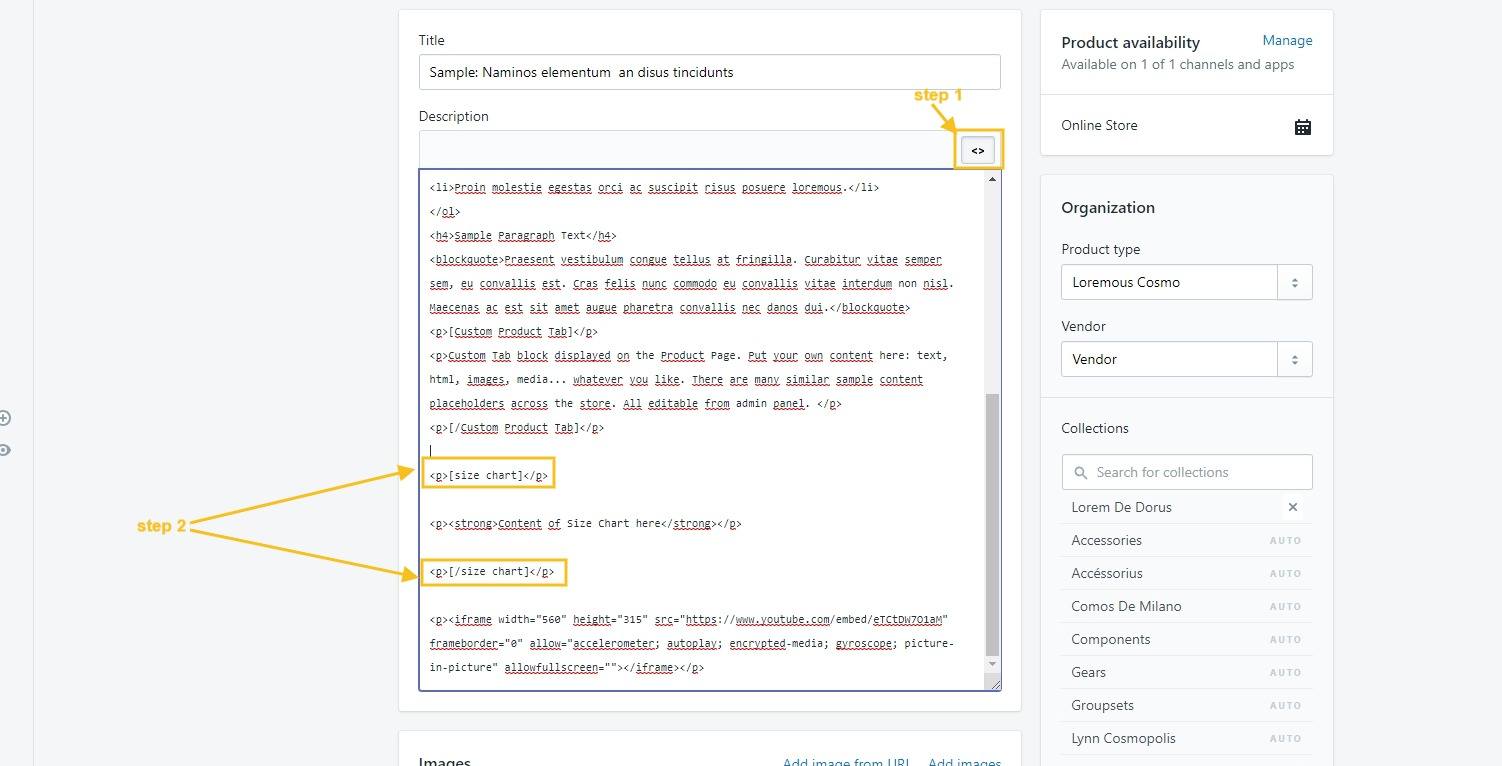 Title
Sample: Naminos elementum  an disus tincidunts
step 1
Description
<>
<li>Proin molestie egestas orci ac suscipit risus posuere loremous.</li>
</ol>
<h4>Sample Paragraph Text</h4>
<blockquote>Praesent vestibulum congue tellus at fringilla. Curabitur vitae semper
sem, eu convallis est. Cras felis nunc commodo eu convallis vitae interdum non nisl.
Maecenas ac est sit amet augue pharetra convallis nec danos dui.</blockquote>
<p>[Custom Product Tab]</p>
<p>Custom Tab block displayed on the Product Page. Put your own content here: text,
html, images, media... whatever you like. There are many similar sample content
placeholders across the store. All editable from admin panel. </p>
<p>[/Custom Product Tab]</p>
step 2
<p>[size chart]</p>
<p><strong>Content of Size Chart here</strong></p>
<p>[/size chart]</p>
<p><iframe width="560" height="315" src="https://www.youtube.com/embed/eTCtDW7O1aM"
frameborder="0" allow="accelerometer; autoplay; encrypted-media; gyroscope; picture-
in-picture" allowfullscreen=""></iframe></p>
Images
Add image from URL
Add images
Product availability
Manage
Available on 1 of 1 channels and apps
Online Store
Organization
Product type
Loremous Cosmo
Vendor
Vendor
Collections
Search for collections
Lorem De Dorus
Accessories AUTO
Accéssorius AUTO
Comos De Milano AUTO
Components AUTO
Gears AUTO
Groupsets AUTO
Lynn Cosmopolis AUTO